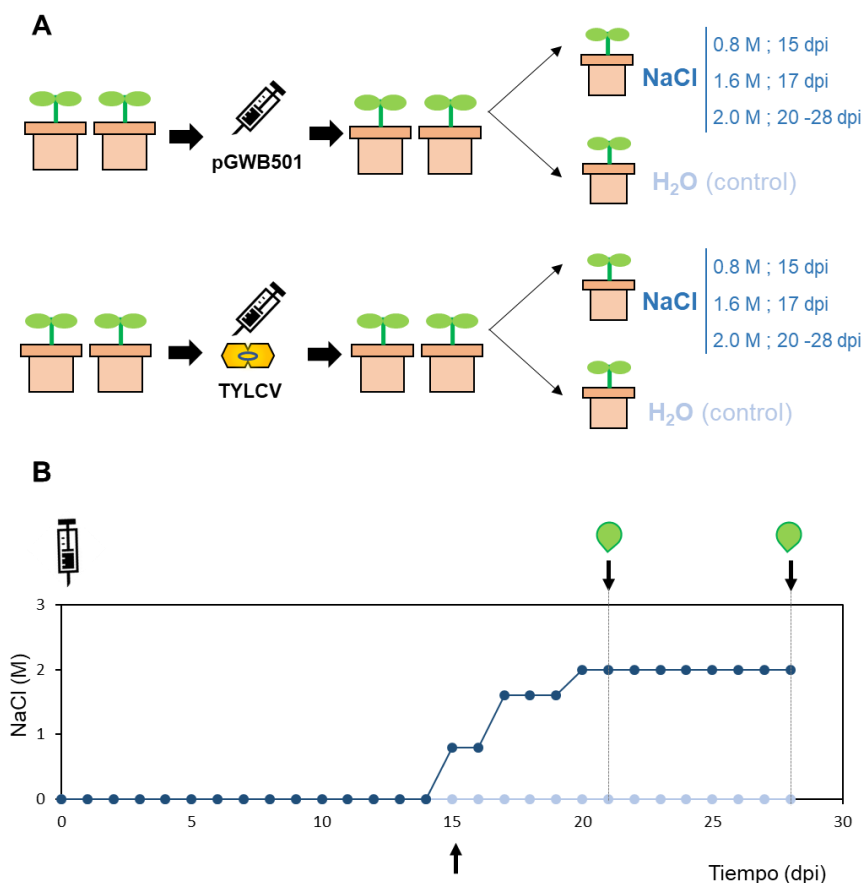 A
pGWB501
NaCl
0.8 M ; 15 dpi
1.6 M ; 17 dpi
2.0 M ; 20 -28 dpi
H₂O (control)
TYLCV
NaCl
0.8 M ; 15 dpi
1.6 M ; 17 dpi
2.0 M ; 20 -28 dpi
H₂O (control)
B
NaCl (M)
3
2
1
0
0 5 10 15 20 25 30
Tiempo (dpi)